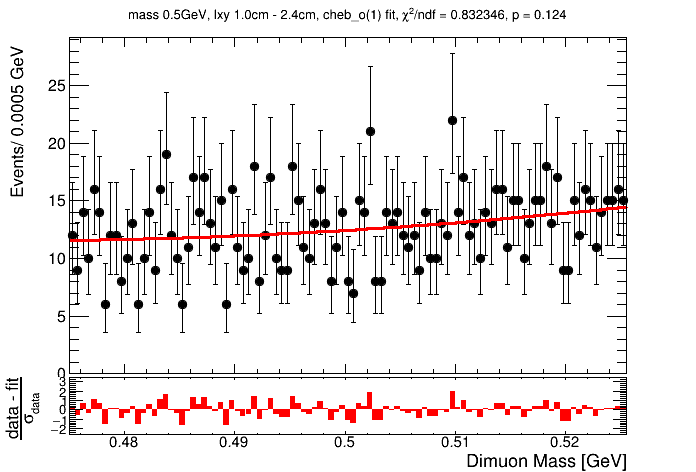 mass 0.5GeV, lxy 1.0cm - 2.4cm, cheb_o(1) fit, χ²/ndf = 0.832346, p = 0.124
Events/ 0.0005 GeV
25
20
15
10
5
0
data - fit
σdata
3
2
1
0
−1
−2
0.48 0.49 0.5 0.51 0.52
Dimuon Mass [GeV]